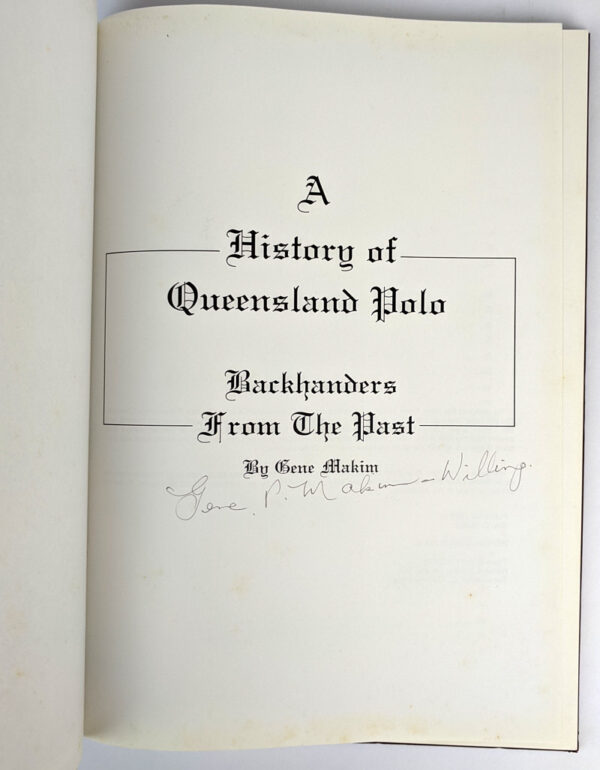 A
History of
Queensland Polo
Backhanders
From The Past
By Gene Makim
Gene. P. Makim - Willing.